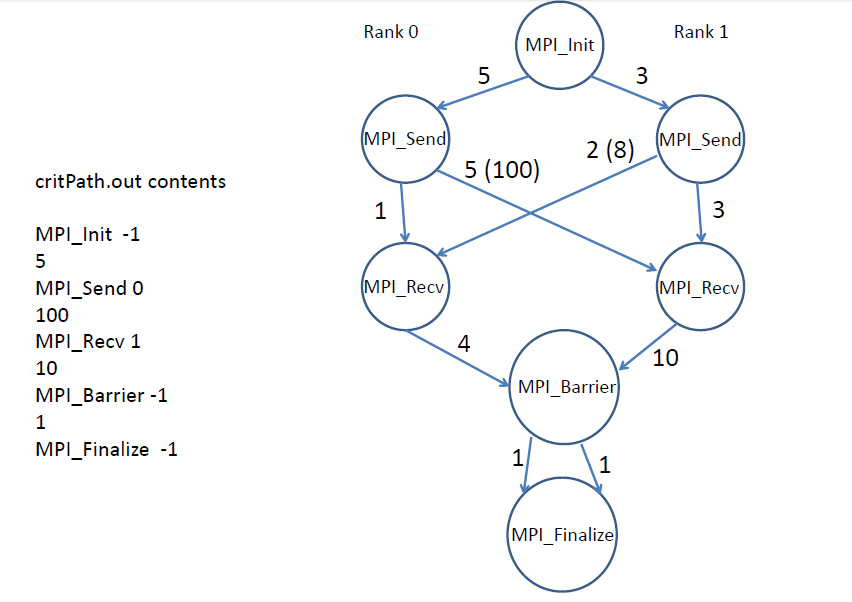 Rank 0
MPI_Init
Rank 1
5
3
MPI_Send
MPI_Send
5 (100)
2 (8)
1
3
MPI_Recv
MPI_Recv
4
10
MPI_Barrier
1
1
MPI_Finalize
critPath.out contents
MPI_Init -1
5
MPI_Send 0
100
MPI_Recv 1
10
MPI_Barrier -1
1
MPI_Finalize -1